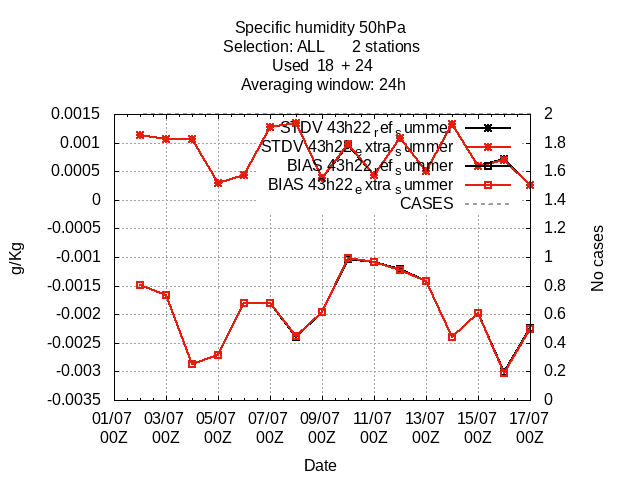 Specific humidity 50hPa
Selection: ALL 2 stations
Used 18 + 24
Averaging window: 24h
0.0015 2
STDV 43h22_ref_summer
0.001 1.8
STDV 43h22_extra_summer
0.0005 1.6
BIAS 43h22_ref_summer
BIAS 43h22_extra_summer
0 1.4
CASES
-0.0005 1.2
-0.001 1
g/Kg
No cases
-0.0015 0.8
-0.002 0.6
-0.0025 0.4
-0.003 0.2
-0.0035 0
01/07 03/07 05/07 07/07 09/07 11/07 13/07 15/07 17/07
00Z 00Z 00Z 00Z 00Z 00Z 00Z 00Z 00Z
Date